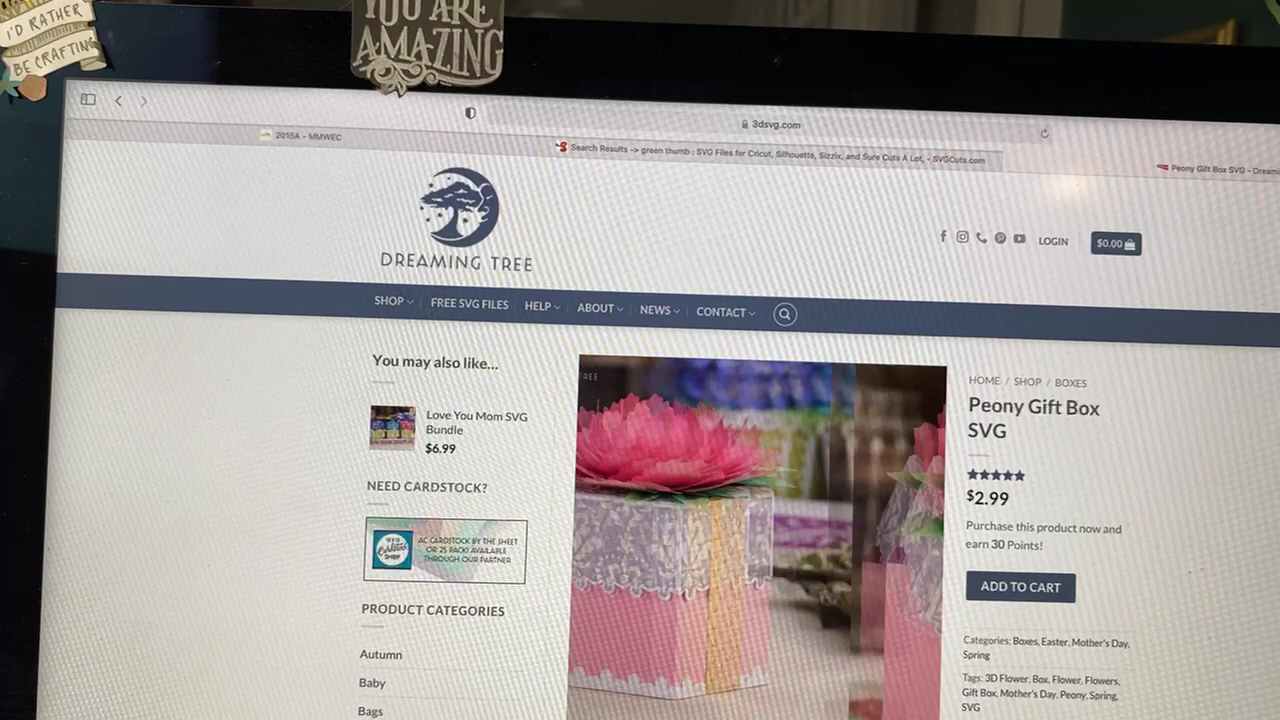 I'D RATHER
BE CRAFTING
YOU ARE
AMAZING
3dsvg.com
2015A - MMWEC
Search Results -> green thumb : SVG Files for Cricut, Silhouette, Sizzix, and Sure Cuts A Lot, - SVGCuts.com
Peony Gift Box SVG - Dreami
DREAMING TREE
LOGIN
$0.00
SHOP
FREE SVG FILES
HELP
ABOUT
NEWS
CONTACT
You may also like...
Love You Mom SVG
Bundle
$6.99
NEED CARDSTOCK?
Cardstock
SHOP
AC CARDSTOCK BY THE SHEET
OR 25 PACK! AVAILABLE
THROUGH OUR PARTNER
PRODUCT CATEGORIES
Autumn
Baby
Bags
REE
HOME / SHOP / BOXES
Peony Gift Box
SVG
$2.99
Purchase this product now and
earn 30 Points!
ADD TO CART
Categories: Boxes, Easter, Mother's Day,
Spring
Tags: 3D Flower, Box, Flower, Flowers,
Gift Box, Mother's Day, Peony, Spring,
SVG